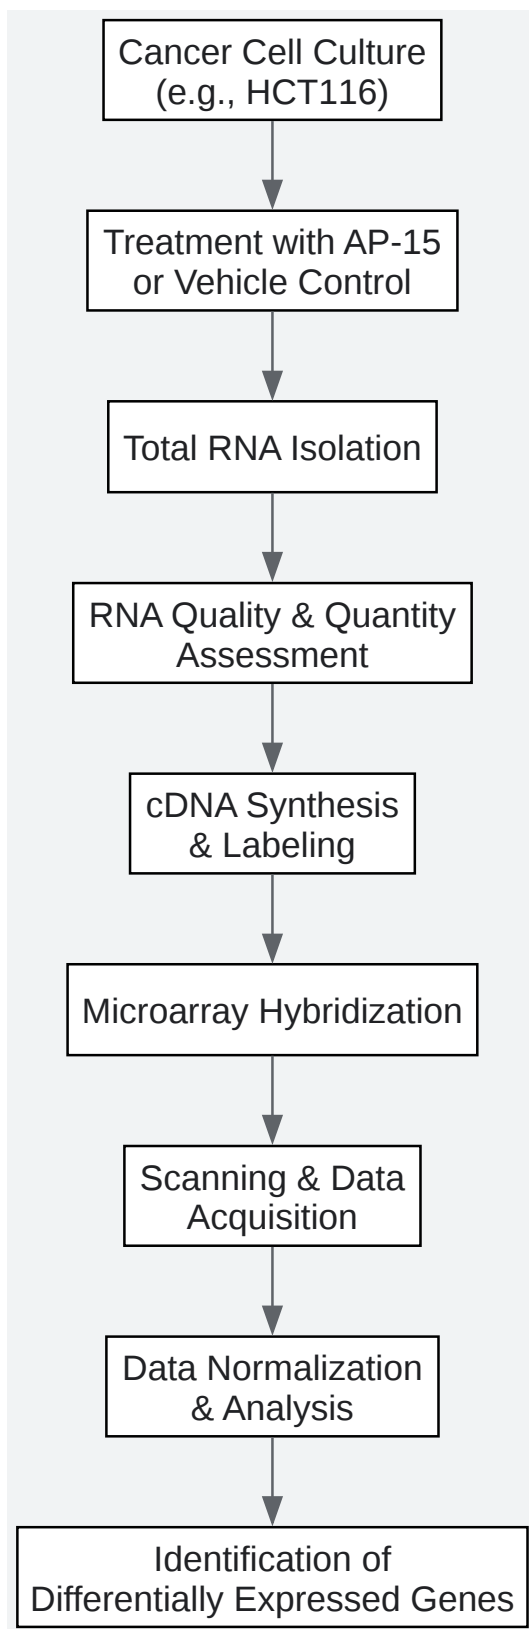 Cancer Cell Culture
(e.g., HCT116)
Treatment with AP-15
or Vehicle Control
Total RNA Isolation
RNA Quality & Quantity
Assessment
cDNA Synthesis
& Labeling
Microarray Hybridization
Scanning & Data
Acquisition
Data Normalization
& Analysis
Identification of
Differentially Expressed Genes